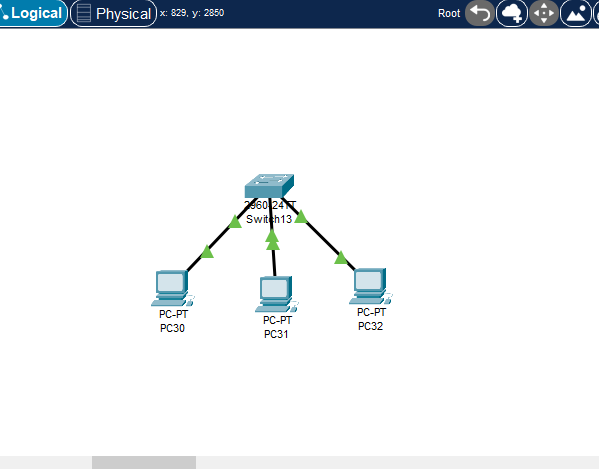 Logical
Physical
x: 829, y: 2850
Root
2960-24TT
Switch13
PC-PT
PC30
PC-PT
PC31
PC-PT
PC32